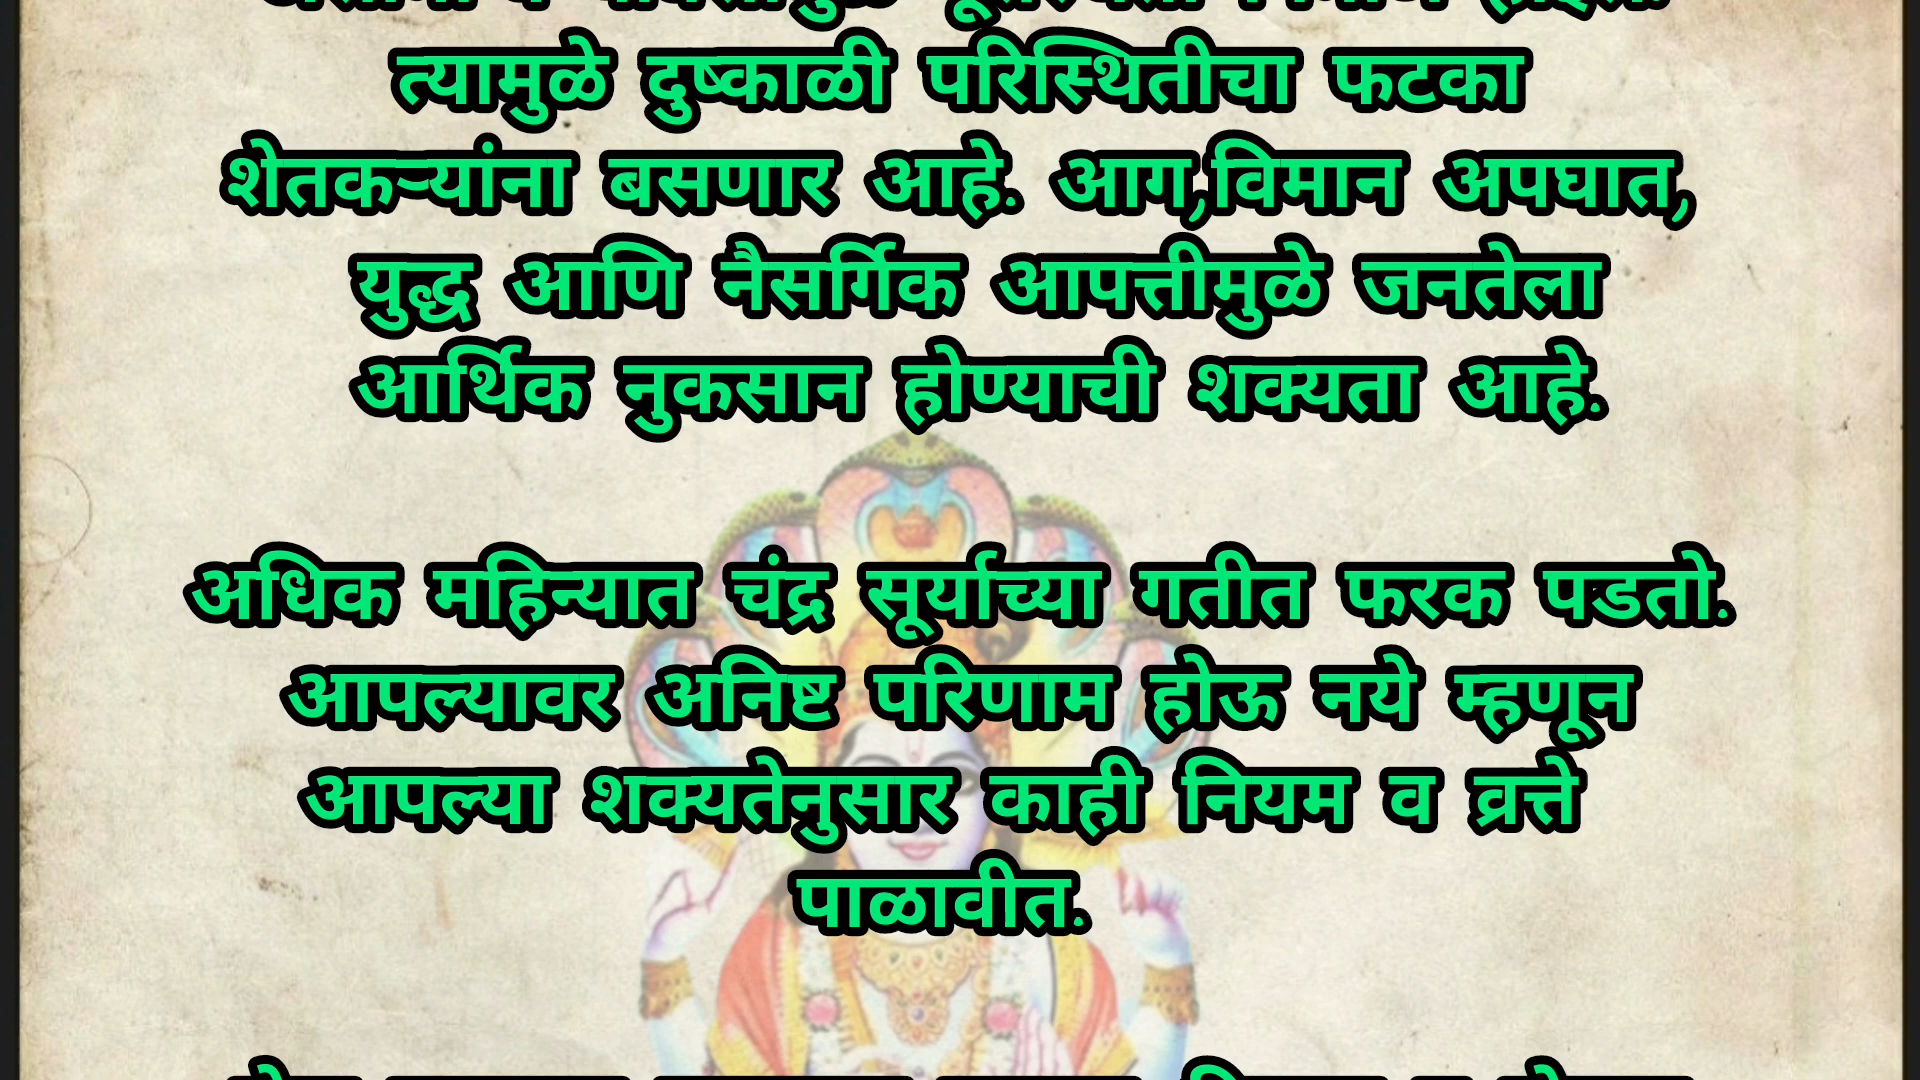 त्यामुळे दुष्काळी परिस्थितीचा फटका
शेतकऱ्यांना बसणार आहे. आग,विमान अपघात,
युद्ध आणि नैसर्गिक आपत्तीमुळे जनतेला
आर्थिक नुकसान होण्याची शक्यता आहे.
अधिक महिन्यात चंद्र सूर्याच्या गतीत फरक पडतो.
आपल्यावर अनिष्ट परिणाम होऊ नये म्हणून
आपल्या शक्यतेनुसार काही नियम व व्रत्ते
पाळावीत.